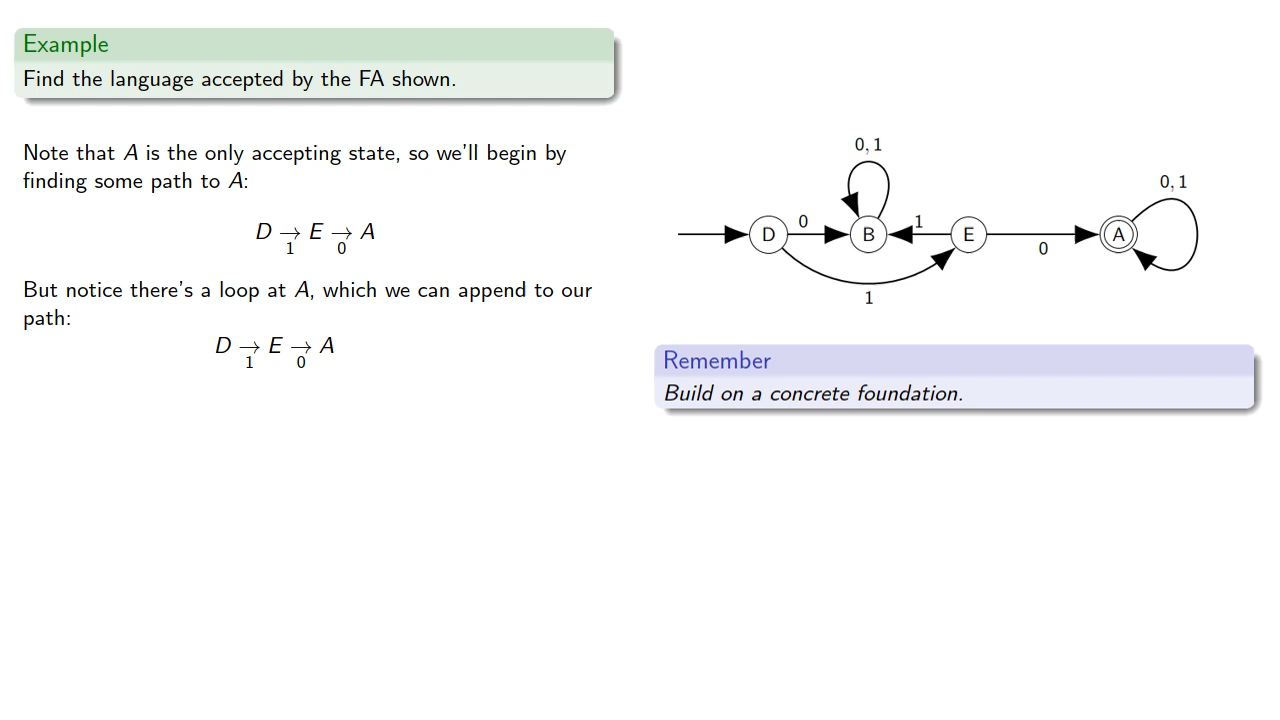 Example
Find the language accepted by the FA shown.
Note that A is the only accepting state, so we'll begin by
finding some path to A:
D → E → A
1 0
But notice there's a loop at A, which we can append to our
path:
D → E → A
1 0
0, 1
0, 1
0
1
D
B
E
A
0
1
Remember
Build on a concrete foundation.